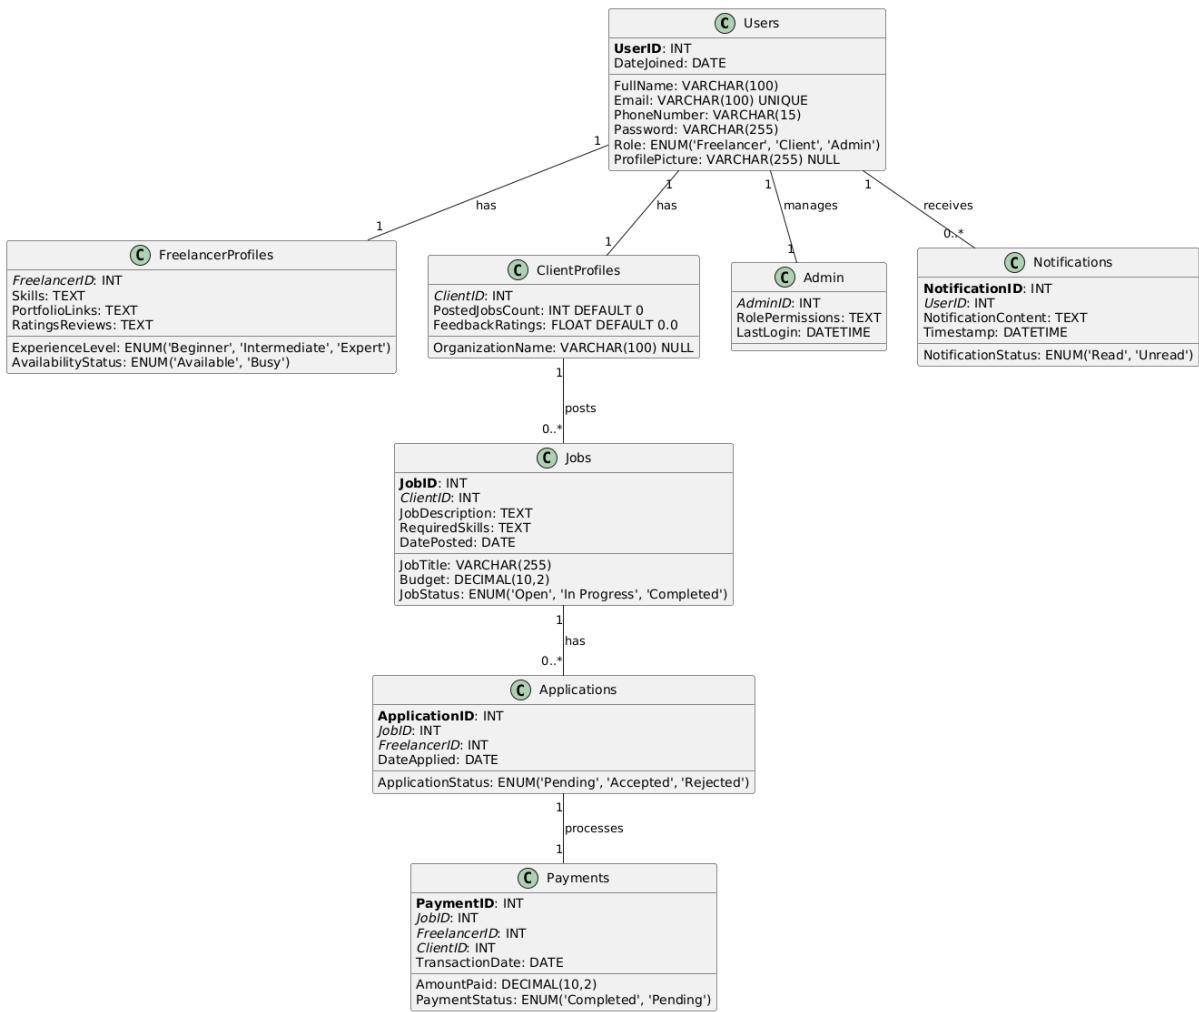 C Users
UserID: INT
DateJoined: DATE
FullName: VARCHAR(100)
Email: VARCHAR(100) UNIQUE
PhoneNumber: VARCHAR(15)
Password: VARCHAR(255)
Role: ENUM('Freelancer', 'Client', 'Admin')
ProfilePicture: VARCHAR(255) NULL
1
1
1
1
has
has
manages
receives
1
1
1
0..*
C FreelancerProfiles
FreelancerID: INT
Skills: TEXT
PortfolioLinks: TEXT
RatingsReviews: TEXT
ExperienceLevel: ENUM('Beginner', 'Intermediate', 'Expert')
AvailabilityStatus: ENUM('Available', 'Busy')
C ClientProfiles
ClientID: INT
PostedJobsCount: INT DEFAULT 0
FeedbackRatings: FLOAT DEFAULT 0.0
OrganizationName: VARCHAR(100) NULL
C Admin
AdminID: INT
RolePermissions: TEXT
LastLogin: DATETIME
C Notifications
NotificationID: INT
UserID: INT
NotificationContent: TEXT
Timestamp: DATETIME
NotificationStatus: ENUM('Read', 'Unread')
1
posts
0..*
C Jobs
JobID: INT
ClientID: INT
JobDescription: TEXT
RequiredSkills: TEXT
DatePosted: DATE
JobTitle: VARCHAR(255)
Budget: DECIMAL(10,2)
JobStatus: ENUM('Open', 'In Progress', 'Completed')
1
has
0..*
C Applications
ApplicationID: INT
JobID: INT
FreelancerID: INT
DateApplied: DATE
ApplicationStatus: ENUM('Pending', 'Accepted', 'Rejected')
1
processes
1
C Payments
PaymentID: INT
JobID: INT
FreelancerID: INT
ClientID: INT
TransactionDate: DATE
AmountPaid: DECIMAL(10,2)
PaymentStatus: ENUM('Completed', 'Pending')